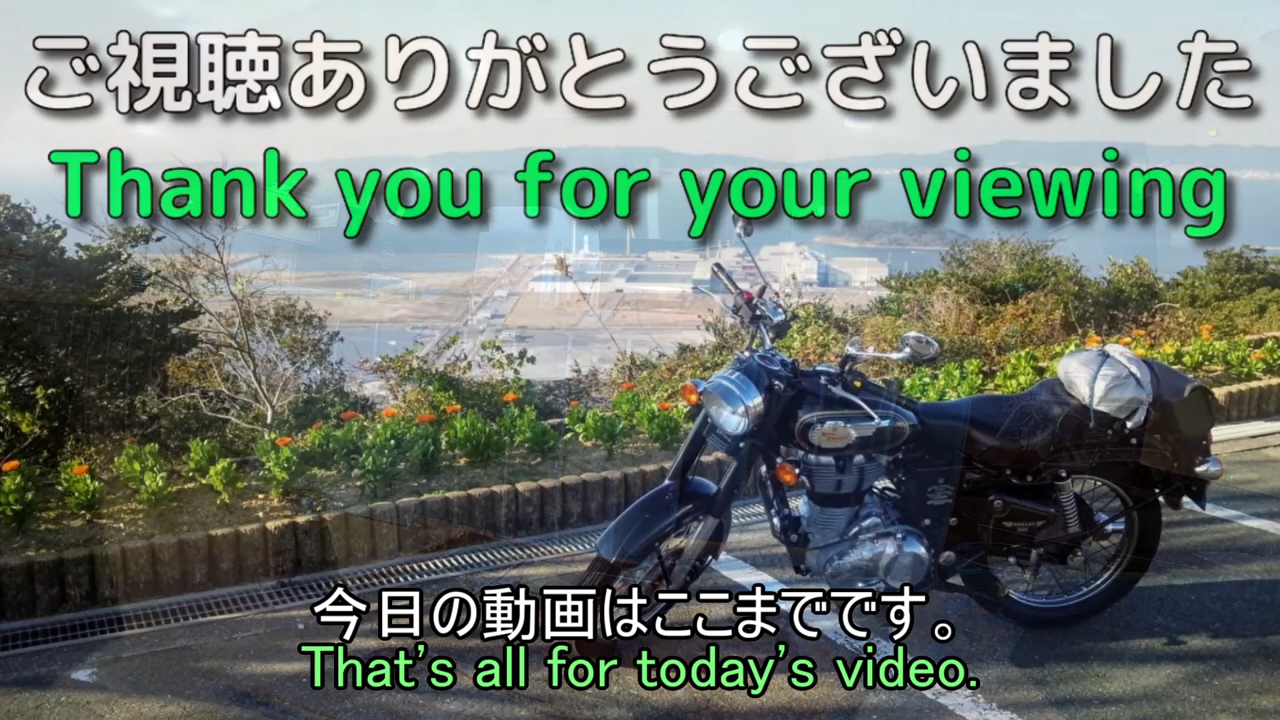 ご視聴ありがとうございました
Thank you for your viewing
今日の動画はここまでです。
That's all for today's video.